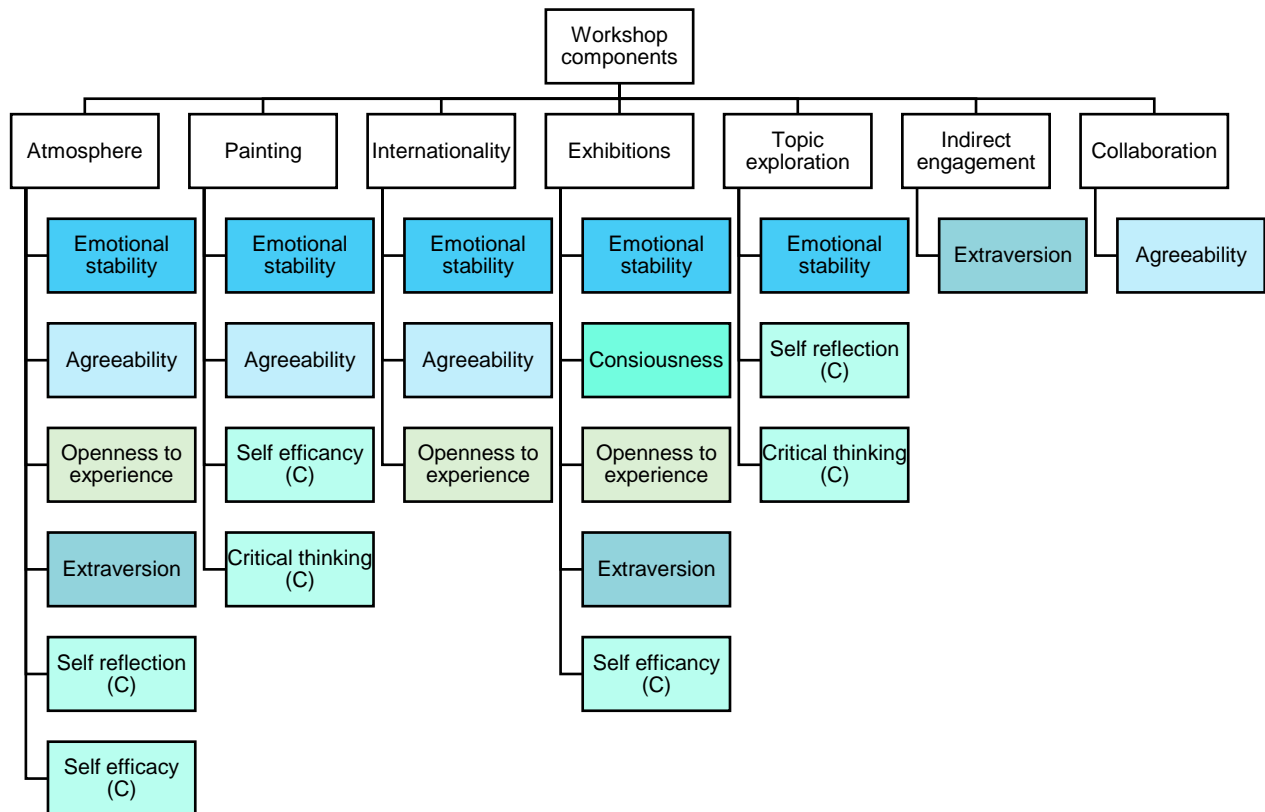 Workshop
components
Atmosphere
Painting
Internationality
Exhibitions
Topic
exploration
Indirect
engagement
Collaboration
Emotional
stability
Emotional
stability
Emotional
stability
Emotional
stability
Emotional
stability
Extraversion
Agreeability
Agreeability
Agreeability
Agreeability
Consiousness
Self reflection
(C)
Openness to
experience
Self efficancy
(C)
Openness to
experience
Openness to
experience
Critical thinking
(C)
Extraversion
Critical thinking
(C)
Extraversion
Self reflection
(C)
Self efficancy
(C)
Self efficacy
(C)